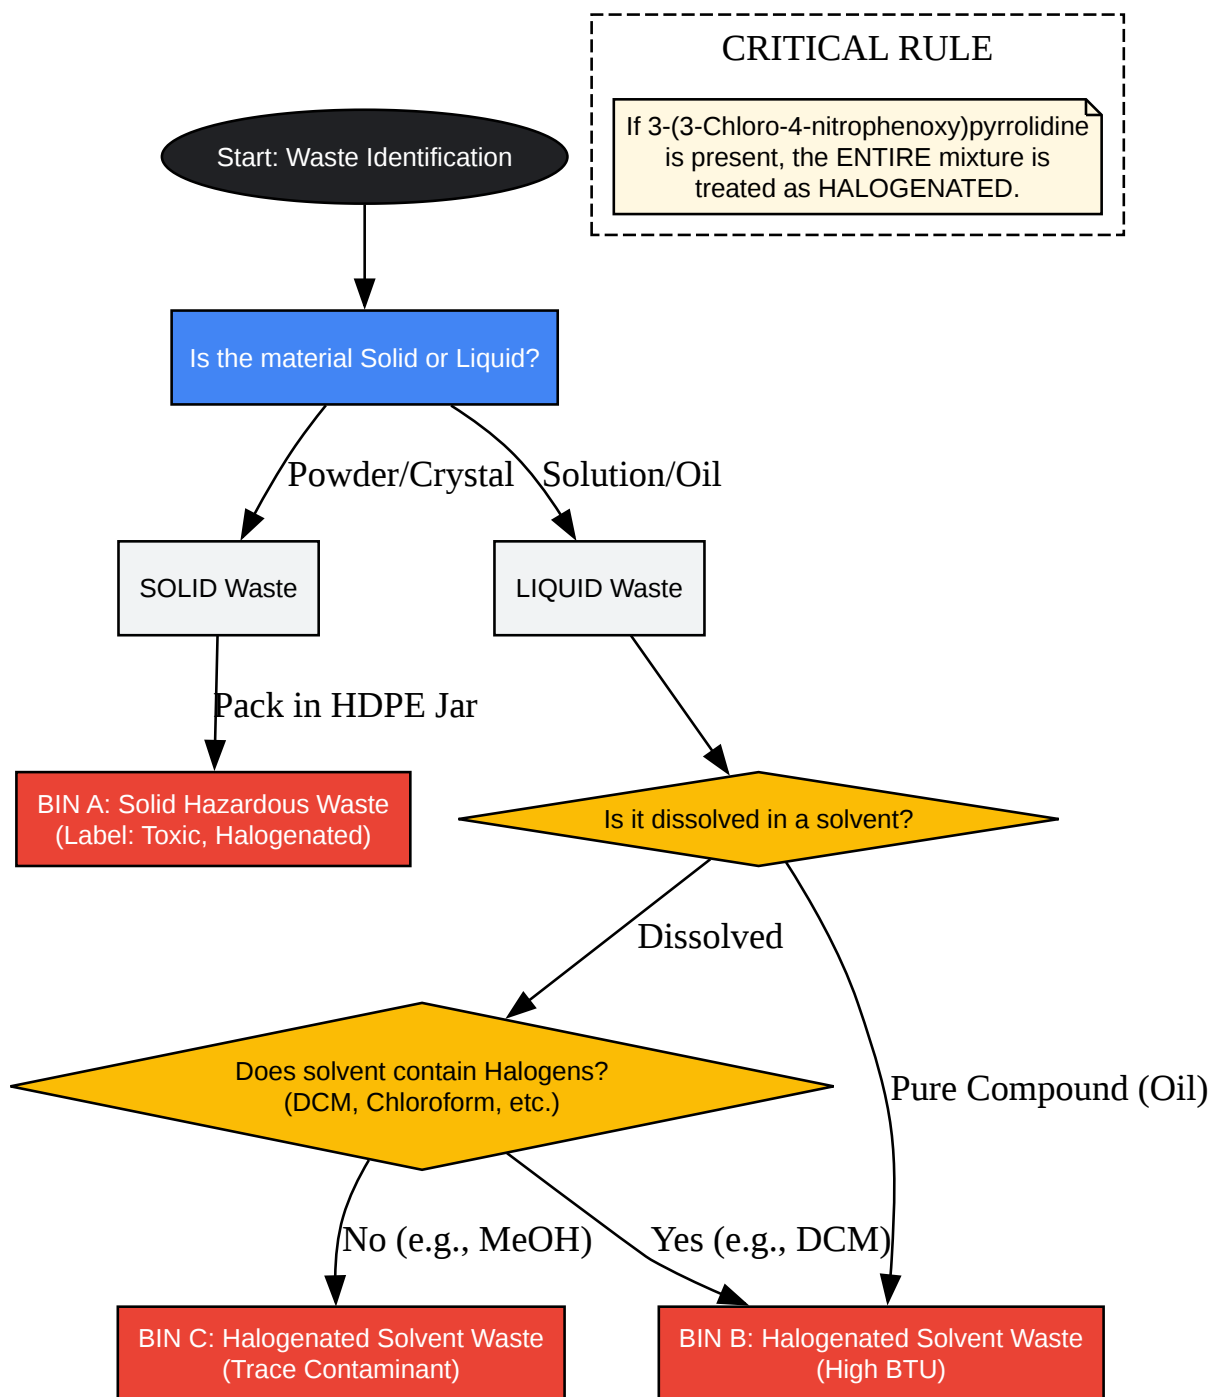 CRITICAL RULE
If 3-(3-Chloro-4-nitrophenoxy)pyrrolidine
is present, the ENTIRE mixture is
treated as HALOGENATED.
Start: Waste Identification
Is the material Solid or Liquid?
Powder/Crystal
Solution/Oil
SOLID Waste
LIQUID Waste
Pack in HDPE Jar
BIN A: Solid Hazardous Waste
(Label: Toxic, Halogenated)
Is it dissolved in a solvent?
Dissolved
Does solvent contain Halogens?
(DCM, Chloroform, etc.)
Pure Compound (Oil)
No (e.g., MeOH)
Yes (e.g., DCM)
BIN C: Halogenated Solvent Waste
(Trace Contaminant)
BIN B: Halogenated Solvent Waste
(High BTU)